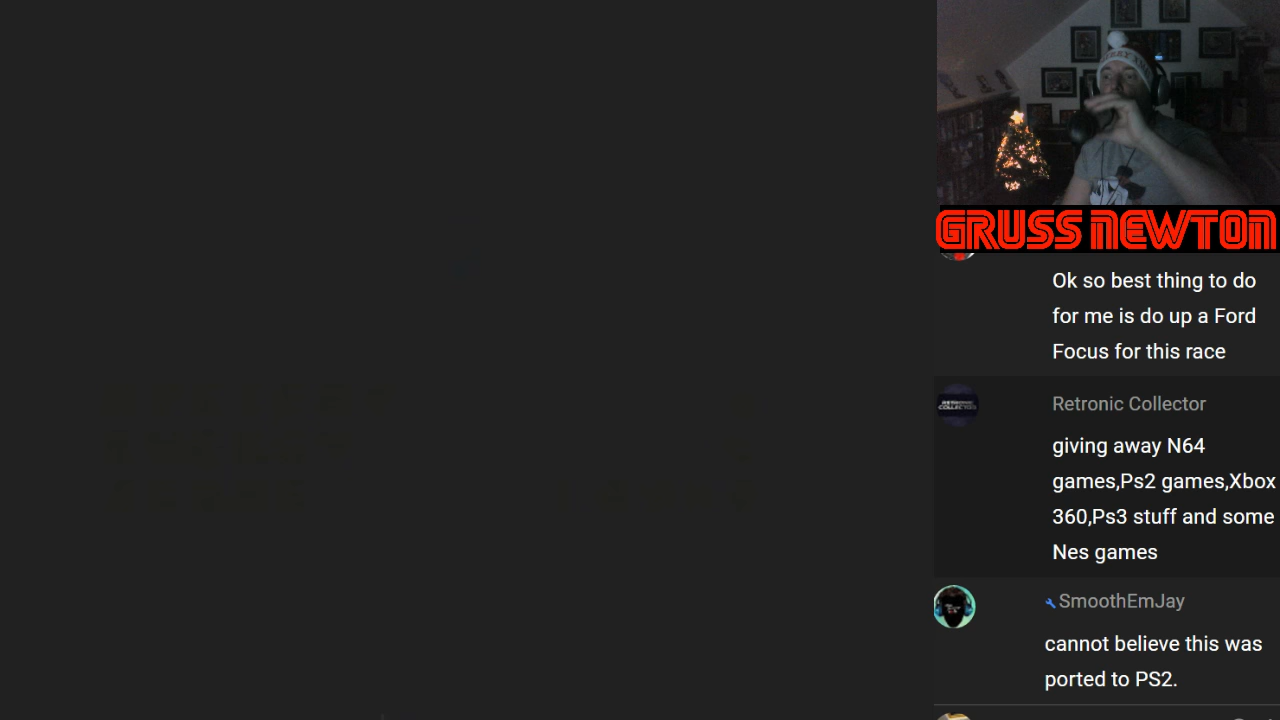 GRUSS NEWTON
Ok so best thing to do
for me is do up a Ford
Focus for this race
Retronic Collector
giving away N64
games,Ps2 games,Xbox
360,Ps3 stuff and some
Nes games
SmoothEmJay
cannot believe this was
ported to PS2.